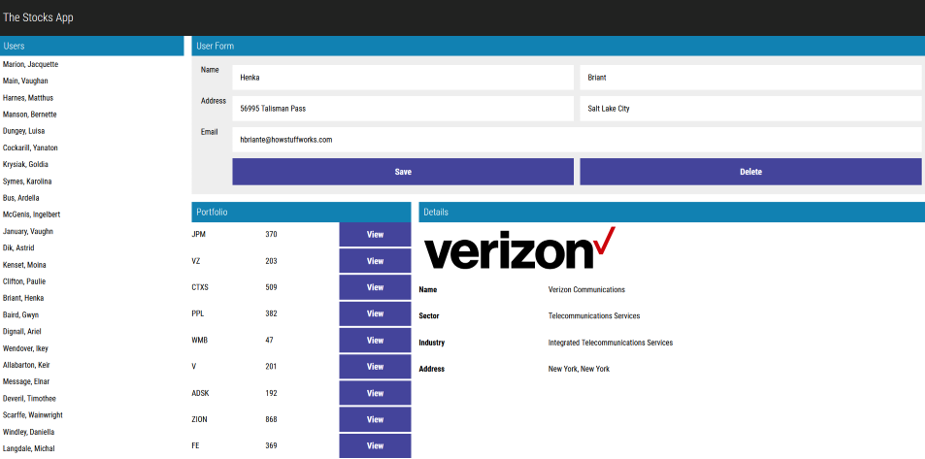 The Stocks App
Users
Marion, Jacquette
Main, Vaughan
Harnes, Matthus
Manson, Bernette
Dungey, Luisa
Cockarill, Yanaton
Krysiak, Goldia
Symes, Karolina
Bus, Ardella
McGenis, Ingelbert
January, Vaughn
Dik, Astrid
Kenset, Moina
Clifton, Paulie
Briant, Henka
Baird, Gwyn
Dignall, Ariel
Wendover, Ikey
Allabarton, Keir
Message, Elnar
Deveril, Timothee
Scarffe, Wainwright
Windley, Daniella
Langdale, Michal
User Form
Name Henka Briant
Address 56995 Talisman Pass Salt Lake City
Email hbriante@howstuffworks.com
Save Delete
Portfolio
JPM 370 View
VZ 203 View
CTXS 509 View
PPL 382 View
WMB 47 View
V 201 View
ADSK 192 View
ZION 868 View
FE 369 View
Details
verizon
Name Verizon Communications
Sector Telecommunications Services
Industry Integrated Telecommunications Services
Address New York, New York